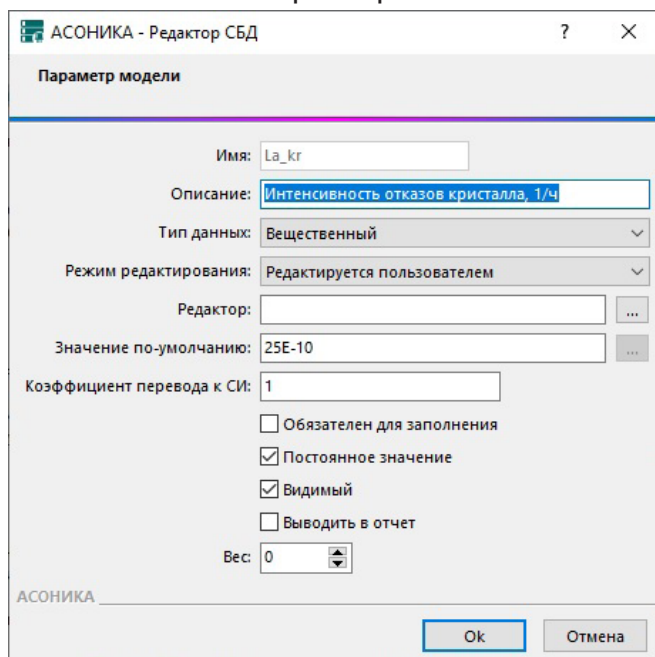 АСОНИКА - Редактор СБД ? ×
Параметр модели
Имя: La_kr
Описание: Интенсивность отказов кристалла, 1/ч
Тип данных: Вещественный
Режим редактирования: Редактируется пользователем
Редактор: ...
Значение по-умолчанию: 25E-10 ...
Коэффициент перевода к СИ: 1
Обязателен для заполнения
Постоянное значение
Видимый
Выводить в отчет
Вес: 0
АСОНИКА
Ok Отмена